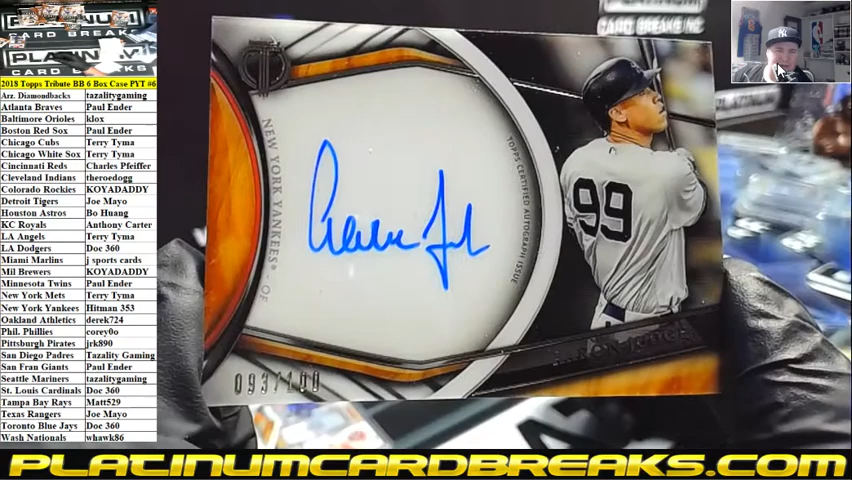 PLATINUM
CARD BREAKS
PLATINUM
CARD BREAKS
CARD BREAKS INC
2018 Topps Tribute BB 6 Box Case PYT #6
Arz. Diamondbacks tazalitygaming
Atlanta Braves Paul Ender
Baltimore Orioles klox
Boston Red Sox Paul Ender
Chicago Cubs Terry Tyma
Chicago White Sox Terry Tyma
Cincinnati Reds Charles Pfeiffer
Cleveland Indians theroedogg
Colorado Rockies KOYADADDY
Detroit Tigers Joe Mayo
Houston Astros Bo Huang
KC Royals Anthony Carter
LA Angels Terry Tyma
LA Dodgers Doc 360
Miami Marlins j sports cards
Mil Brewers KOYADADDY
Minnesota Twins Paul Ender
New York Mets Terry Tyma
New York Yankees Hitman 353
Oakland Athletics derek724
Phil. Phillies corey0o
Pittsburgh Pirates jrk890
San Diego Padres Tazality Gaming
San Fran Giants Paul Ender
Seattle Mariners tazalitygaming
St. Louis Cardinals Doc 360
Tampa Bay Rays Matt529
Texas Rangers Joe Mayo
Toronto Blue Jays Doc 360
Wash Nationals whawk86
NEW YORK YANKEES® - OF
TOPPS CERTIFIED AUTOGRAPH ISSUE
99
AARON JUDGE
093/100
PLATINUMCARDBREAKS.COM